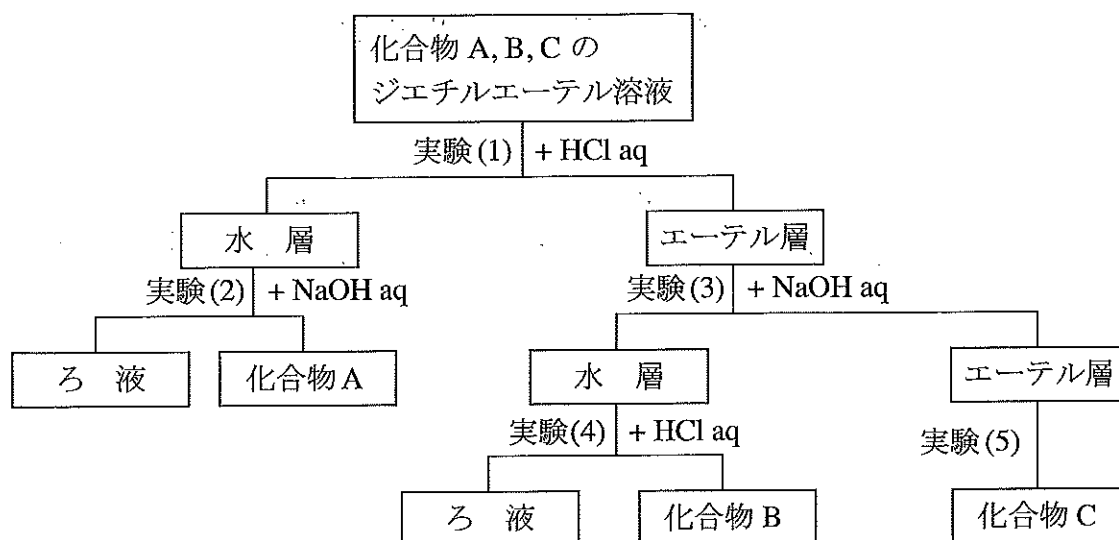 化合物 A, B, C の
ジエチルエーテル溶液
実験(1) + HCl aq
水 層
エーテル層
実験(2) + NaOH aq
実験(3) + NaOH aq
ろ 液
化合物 A
水 層
エーテル層
実験(4) + HCl aq
実験(5)
ろ 液
化合物 B
化合物 C